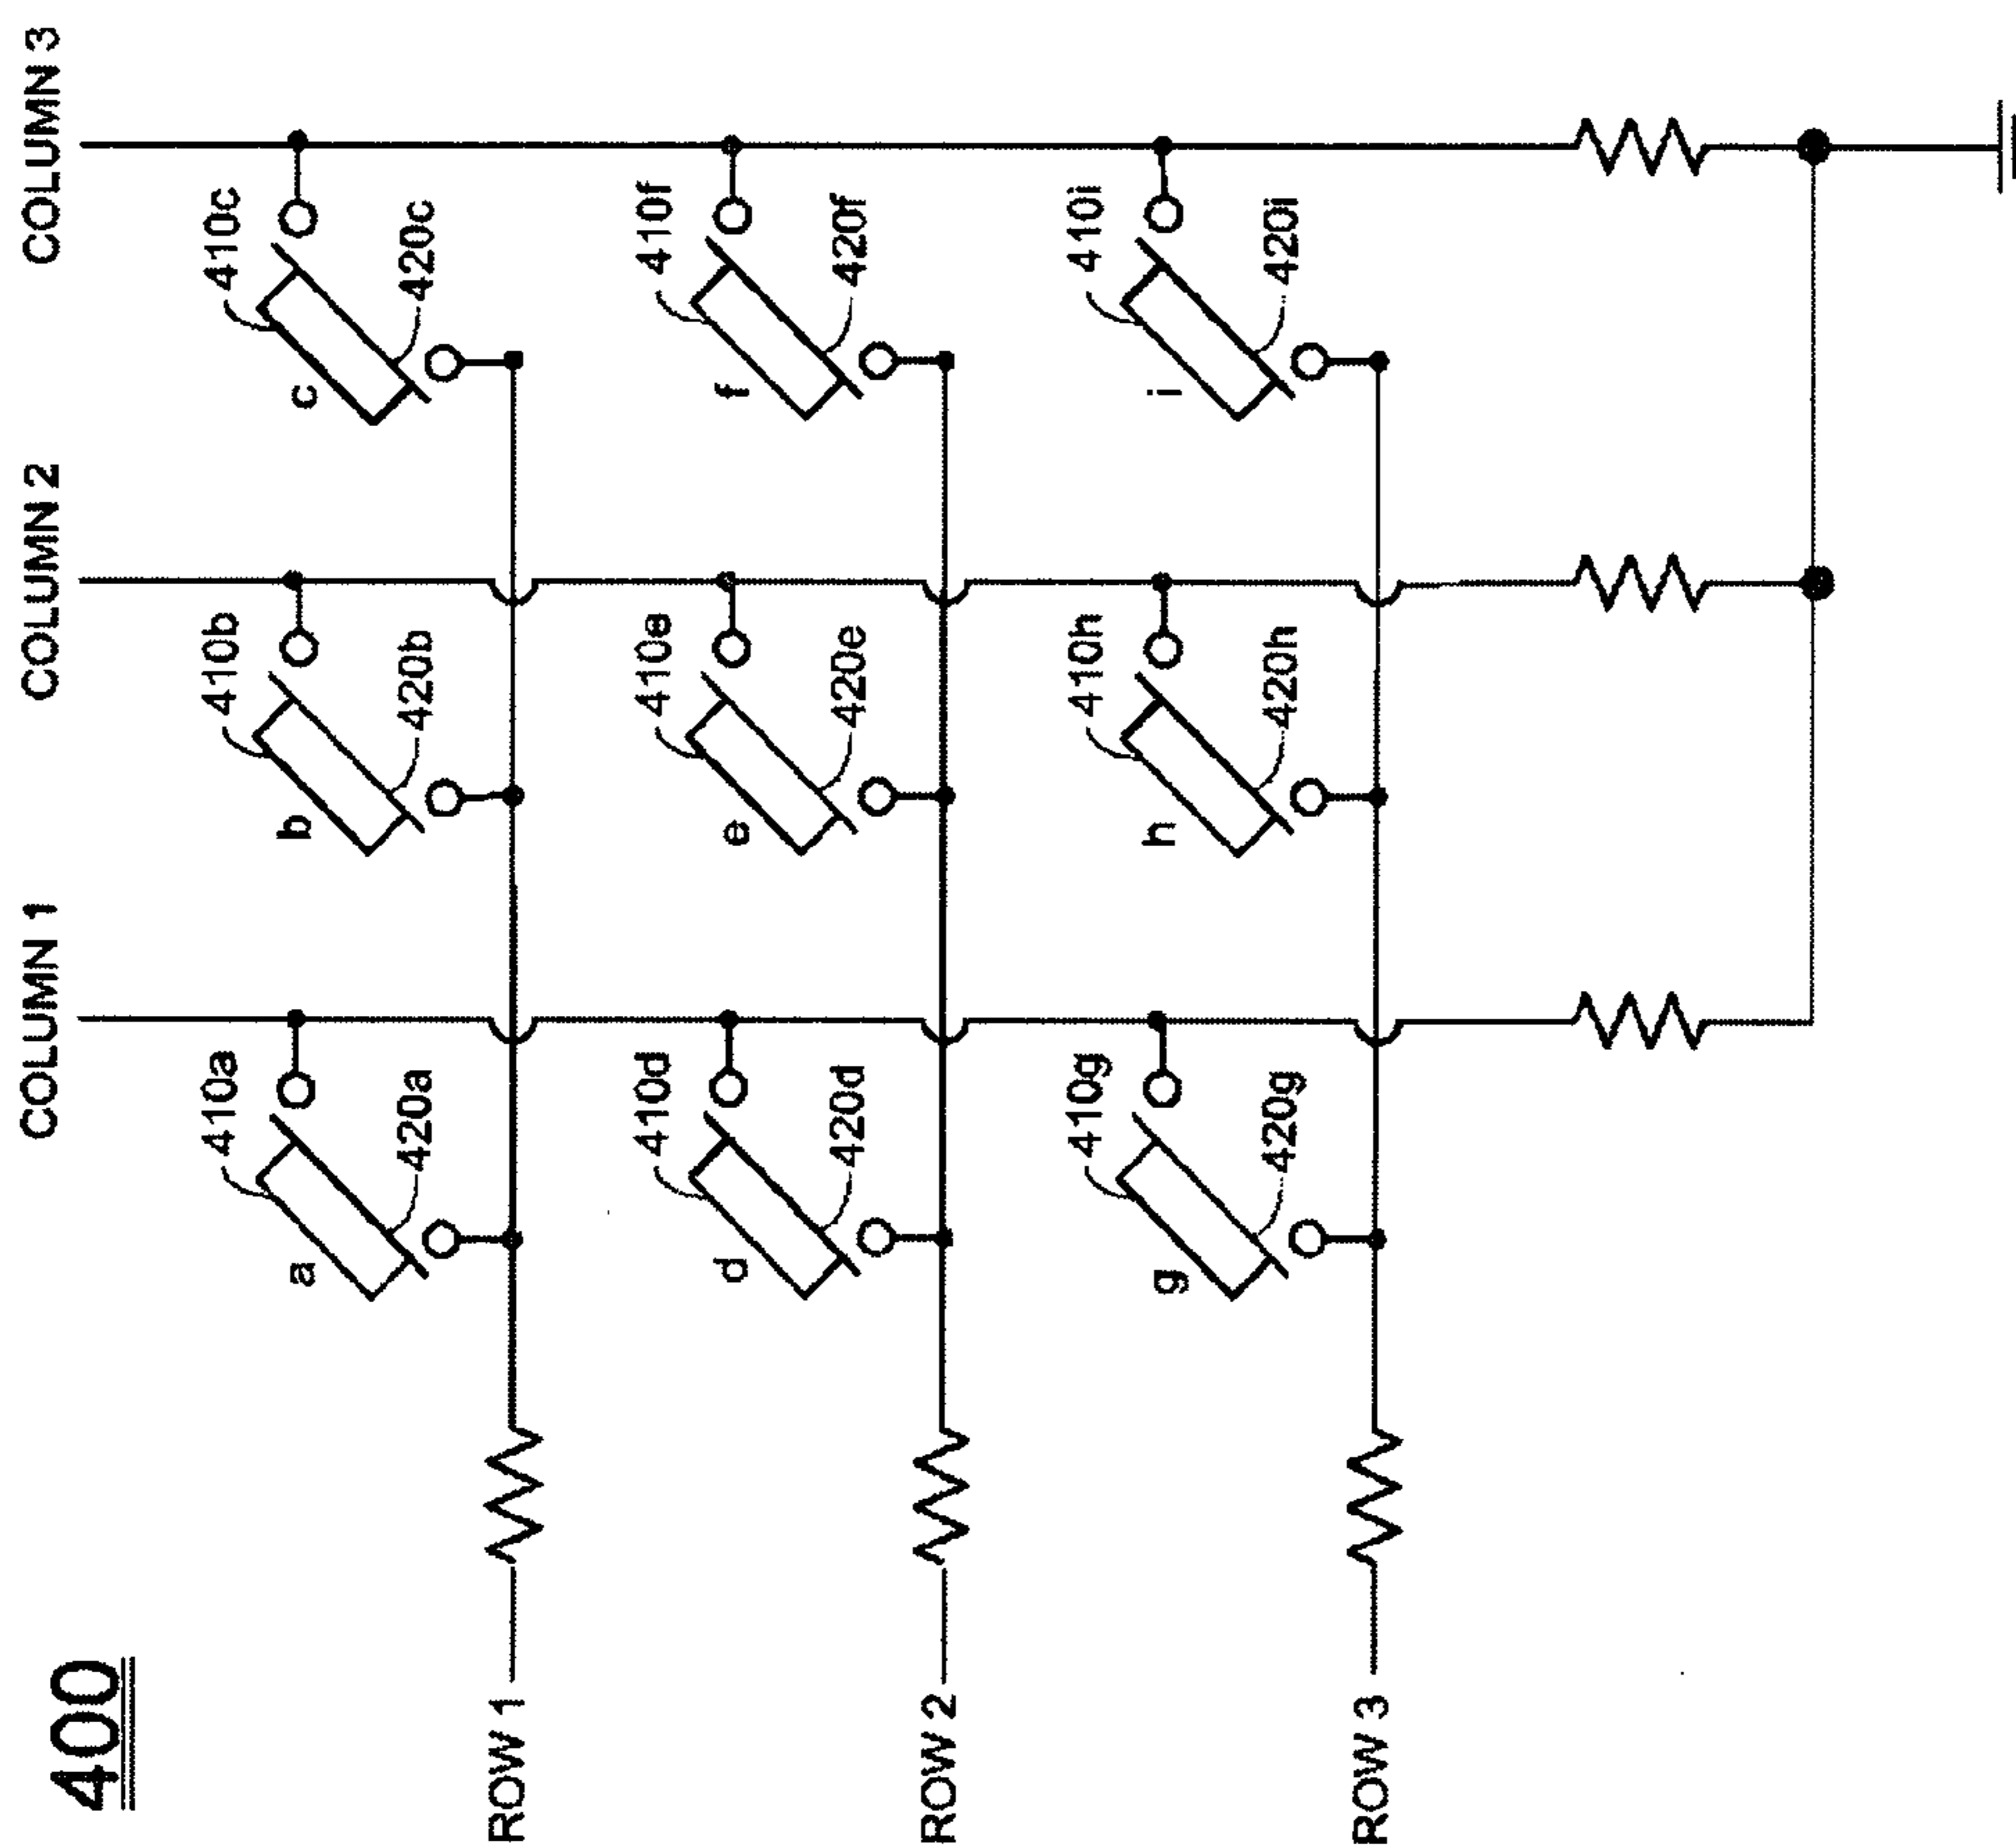 400
COLUMN 1
COLUMN 2
COLUMN 3
410a
410b
410c
a
b
c
420a
420b
420c
ROW 1
410d
410e
410f
d
e
f
420d
420e
420f
ROW 2
410g
410h
410i
g
h
i
420g
420h
420i
ROW 3